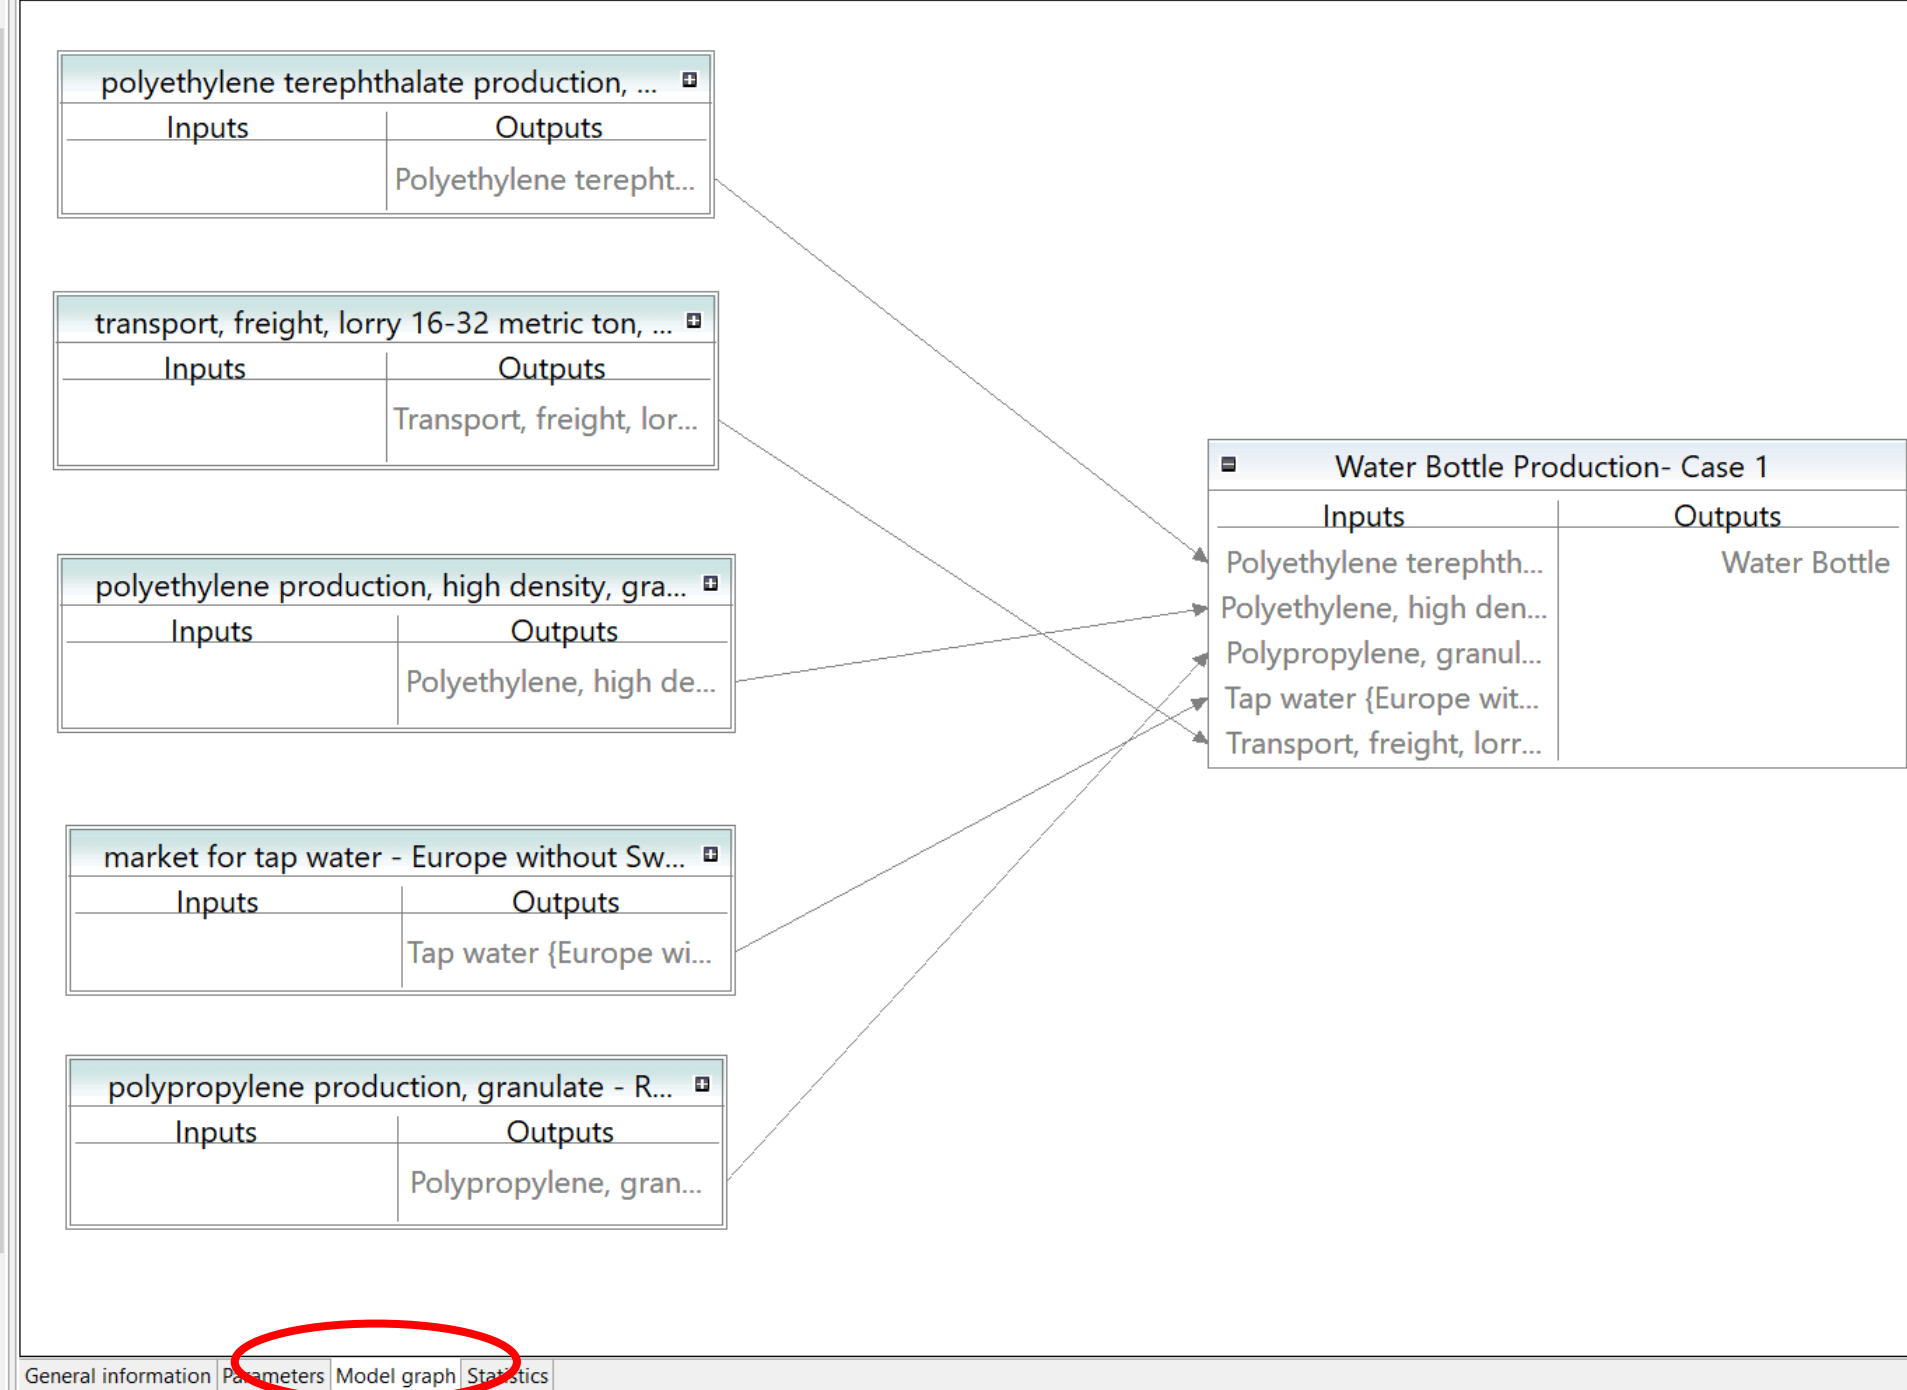 polyethylene terephthalate production, ...
Inputs
Outputs
Polyethylene terepht...
transport, freight, lorry 16-32 metric ton, ...
Inputs
Outputs
Transport, freight, lor...
polyethylene production, high density, gra...
Inputs
Outputs
Polyethylene, high de...
market for tap water - Europe without Sw...
Inputs
Outputs
Tap water {Europe wi...
polypropylene production, granulate - R...
Inputs
Outputs
Polypropylene, gran...
Water Bottle Production- Case 1
Inputs
Outputs
Polyethylene terephth...
Water Bottle
Polyethylene, high den...
Polypropylene, granul...
Tap water {Europe wit...
Transport, freight, lorr...
General information Parameters Model graph Statistics